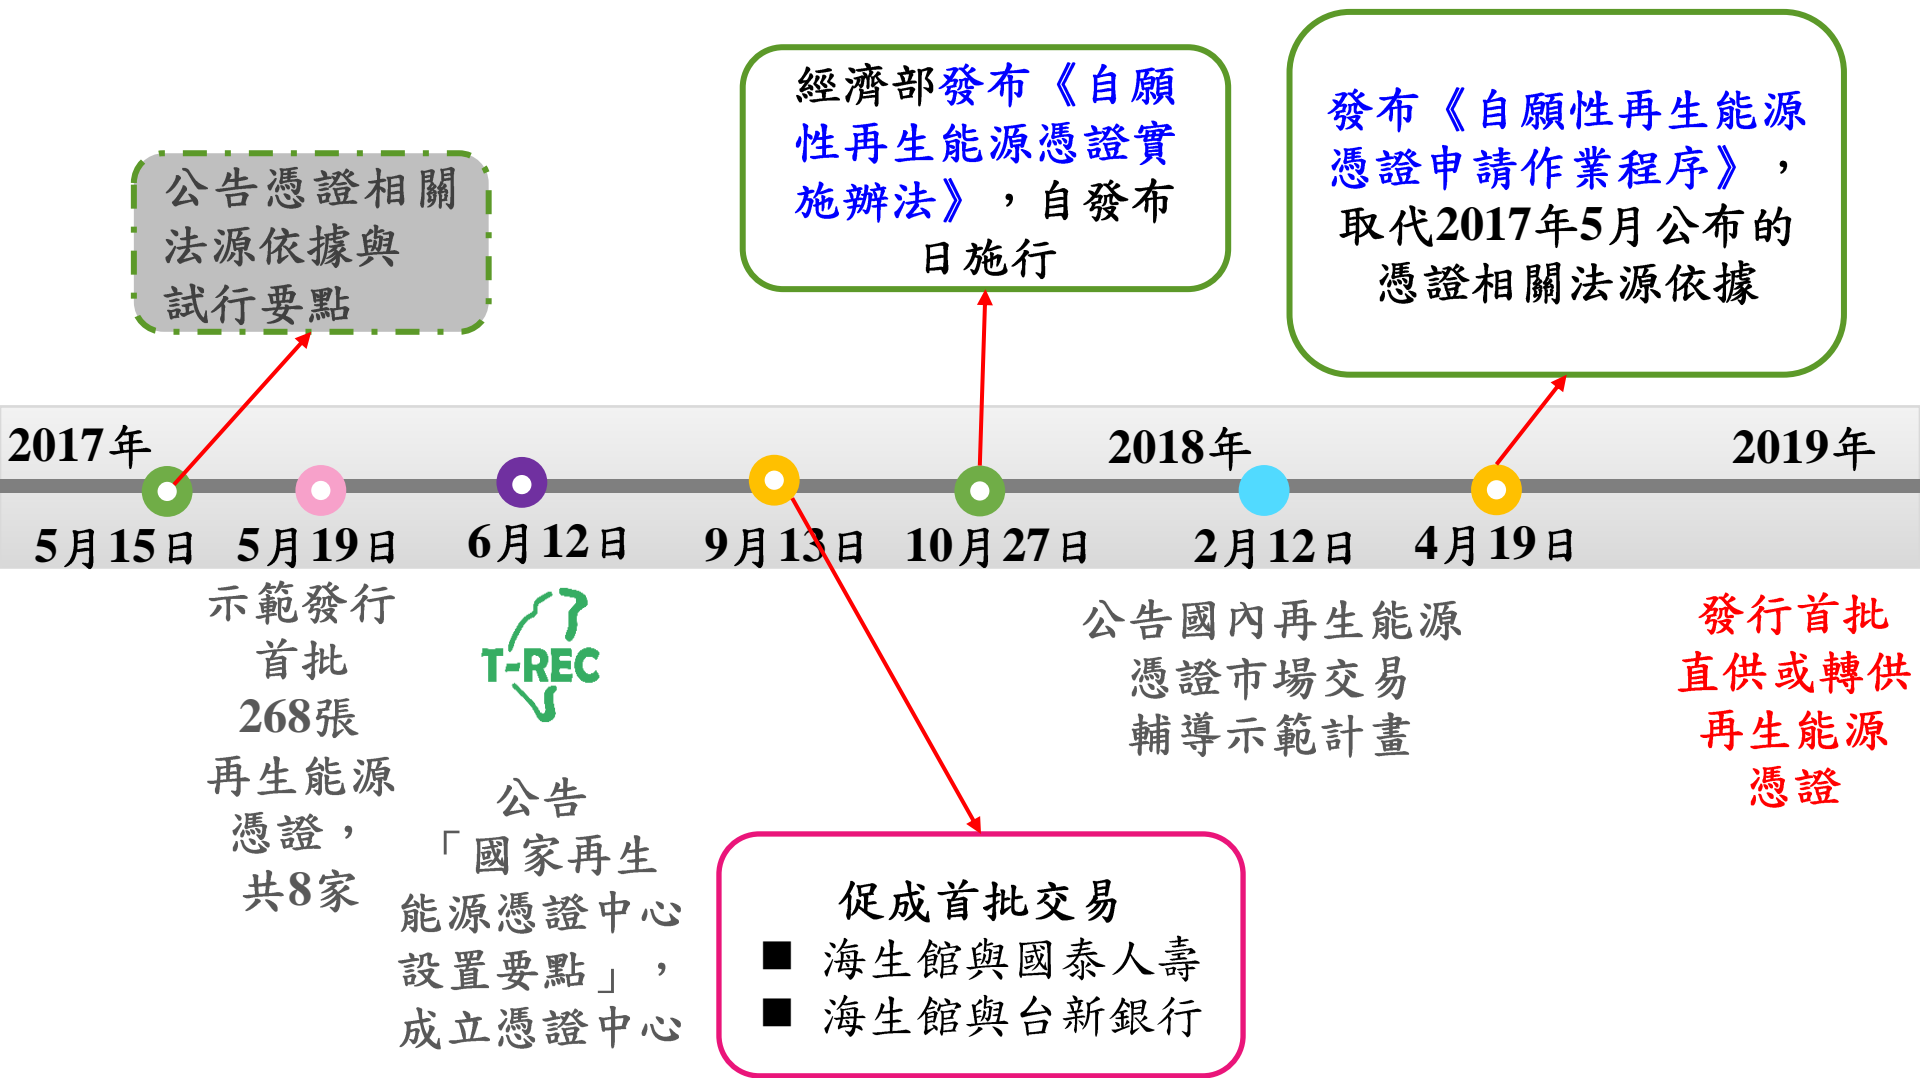 公告憑證相關
法源依據與
試行要點
經濟部發布《自願
性再生能源憑證實
施辦法》，自發布
日施行
發布《自願性再生能源
憑證申請作業程序》，
取代2017年5月公布的
憑證相關法源依據
2017年
2018年
2019年
5月15日
5月19日
6月12日
9月13日
10月27日
2月12日
4月19日
示範發行
首批
268張
再生能源
憑證，
共8家
T-REC
公告
「國家再生
能源憑證中心
設置要點」，
成立憑證中心
促成首批交易
■ 海生館與國泰人壽
■ 海生館與台新銀行
公告國內再生能源
憑證市場交易
輔導示範計畫
發行首批
直供或轉供
再生能源
憑證